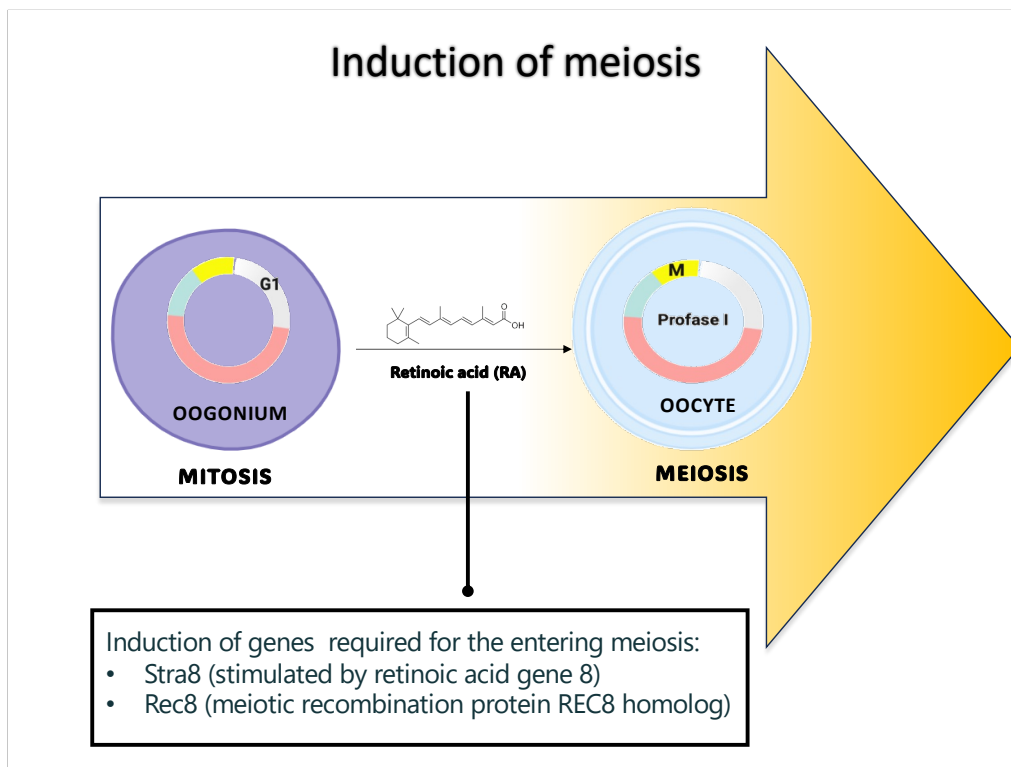 Induction of meiosis
G1
OOGONIUM
MITOSIS
O
OH
Retinoic acid (RA)
M
Profase I
OOCYTE
MEIOSIS
Induction of genes required for the entering meiosis:
• Stra8 (stimulated by retinoic acid gene 8)
• Rec8 (meiotic recombination protein REC8 homolog)